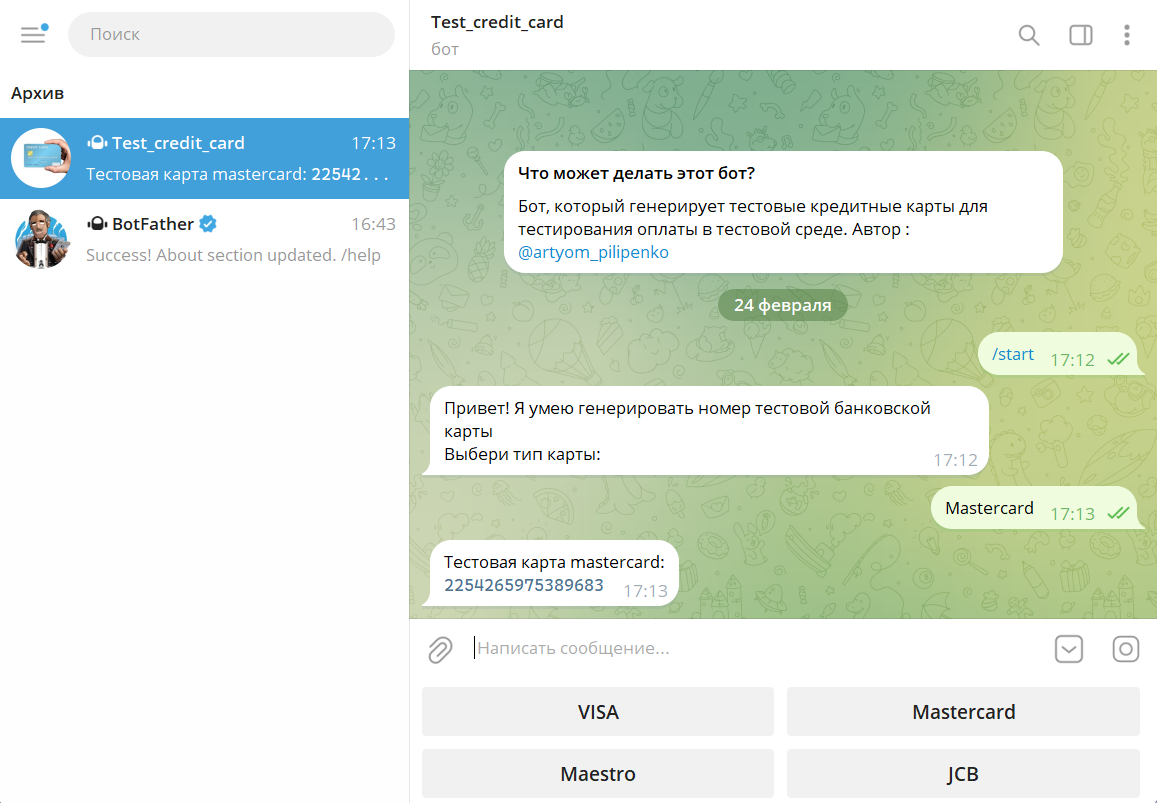 Поиск
Архив
Test_credit_card 17:13
Тестовая карта mastercard: 22542...
BotFather 16:43
Success! About section updated. /help
Test_credit_card
бот
Что может делать этот бот?
Бот, который генерирует тестовые кредитные карты для
тестирования оплаты в тестовой среде. Автор :
@artyom_pilipenko
24 февраля
/start 17:12
Привет! Я умею генерировать номер тестовой банковской
карты
Выбери тип карты:
17:12
Mastercard 17:13
Тестовая карта mastercard:
2254265975389683 17:13
Написать сообщение...
VISA
Mastercard
Maestro
JCB